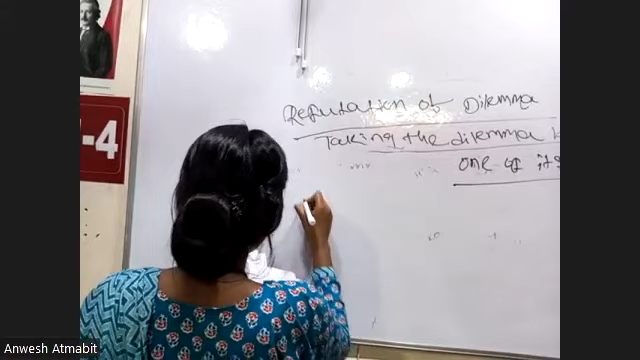 Refutation of Dilemma
Taking the dilemma
one of its
-4
Anwesh Atmabit